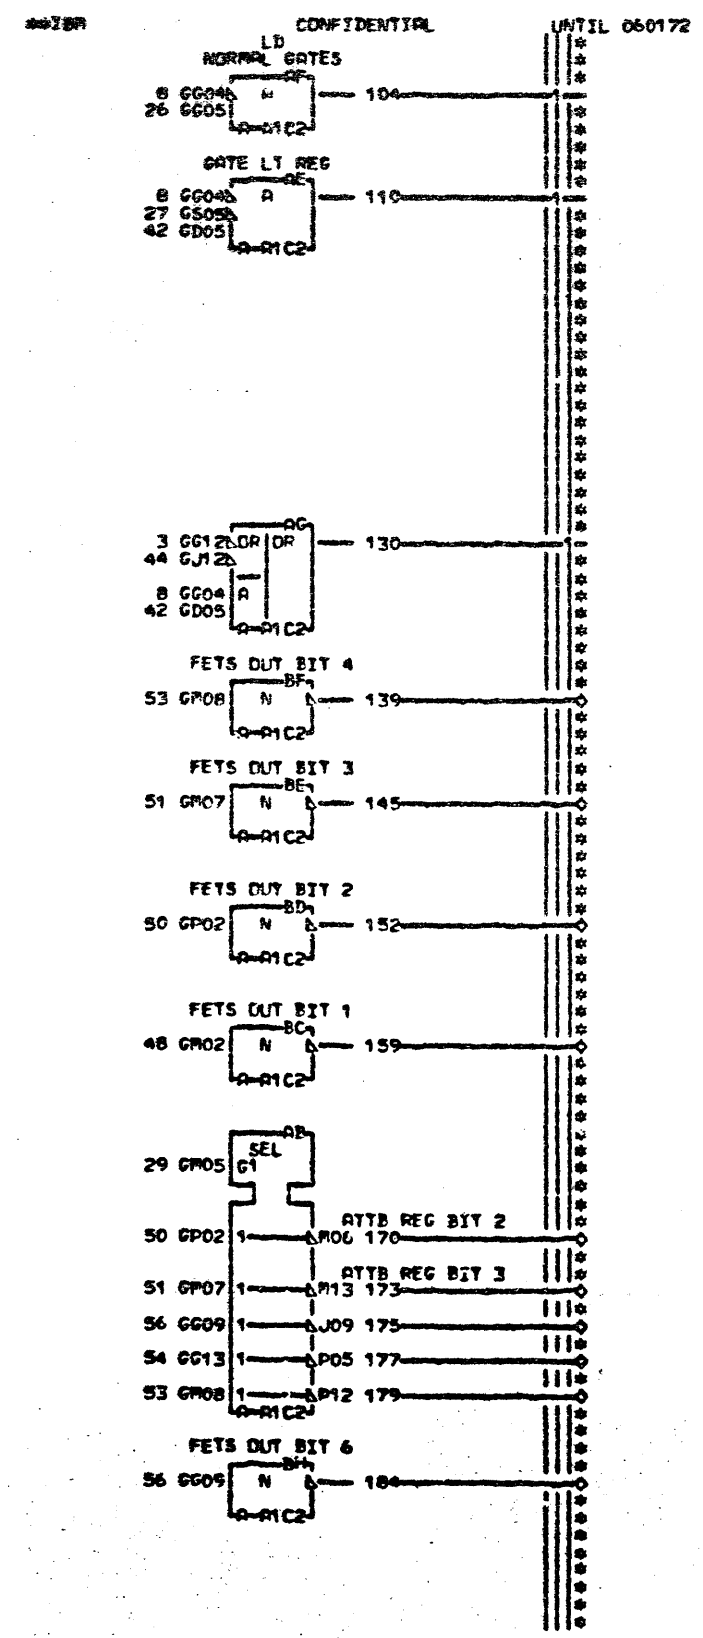 **IBM CONFIDENTIAL UNTIL 060172
LD
NORMAL GATES
AF
8 GG04 A 104
26 GG05
A-A1C2
GATE LT REG
AE
8 GG04 A 110
27 GS05
42 GD05
A-A1C2
AG
3 GG12 OR OR 130
44 GJ12
8 GG04 A
42 GD05
A-A1C2
FETS OUT BIT 4
BF
53 GM08 N 139
A-A1C2
FETS OUT BIT 3
BE
51 GM07 N 145
A-A1C2
FETS OUT BIT 2
BD
50 GP02 N 152
A-A1C2
FETS OUT BIT 1
BC
48 GM02 N 159
A-A1C2
AB
SEL
29 GM05 G1
ATTB REG BIT 2
50 GP02 1 M06 170
ATTB REG BIT 3
51 GM07 1 M13 173
56 GG09 1 J09 175
54 GG13 1 P05 177
53 GM08 1 P12 179
A-A1C2
FETS OUT BIT 6
BH
56 GG09 N 184
A-A1C2